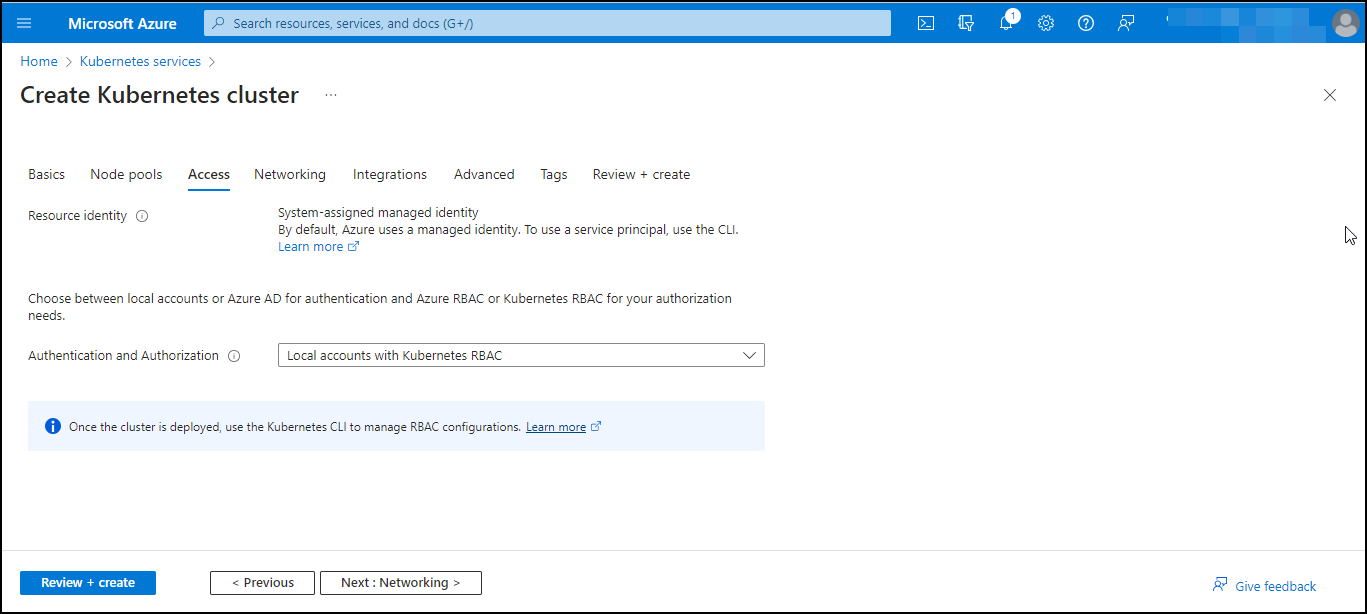 Microsoft Azure
Search resources, services, and docs (G+/)
1
Home > Kubernetes services >
Create Kubernetes cluster ...
Basics Node pools Access Networking Integrations Advanced Tags Review + create
Resource identity
System-assigned managed identity
By default, Azure uses a managed identity. To use a service principal, use the CLI.
Learn more
Choose between local accounts or Azure AD for authentication and Azure RBAC or Kubernetes RBAC for your authorization
needs.
Authentication and Authorization
Local accounts with Kubernetes RBAC
Once the cluster is deployed, use the Kubernetes CLI to manage RBAC configurations. Learn more
Review + create
< Previous
Next : Networking >
Give feedback